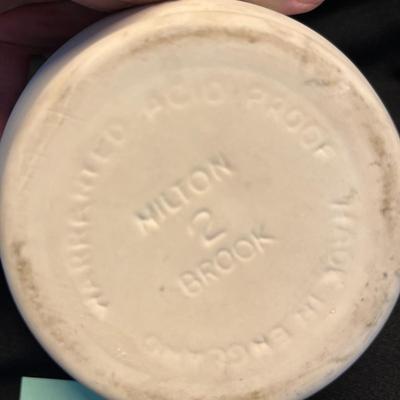 WARRANTED ACID PROOF
MADE IN ENGLAND
MILTON
2
BROOK